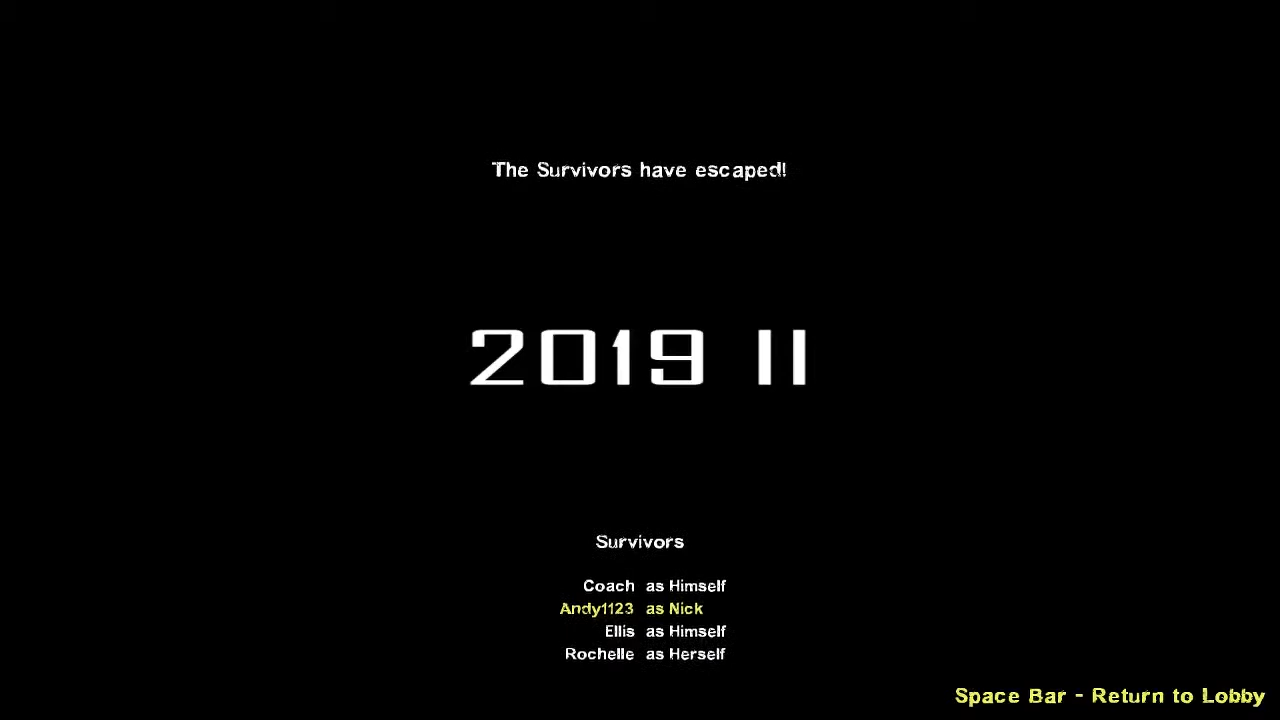 The Survivors have escaped!
2019 II
Survivors
Coach as Himself
Andy1123 as Nick
Ellis as Himself
Rochelle as Herself
Space Bar - Return to Lobby